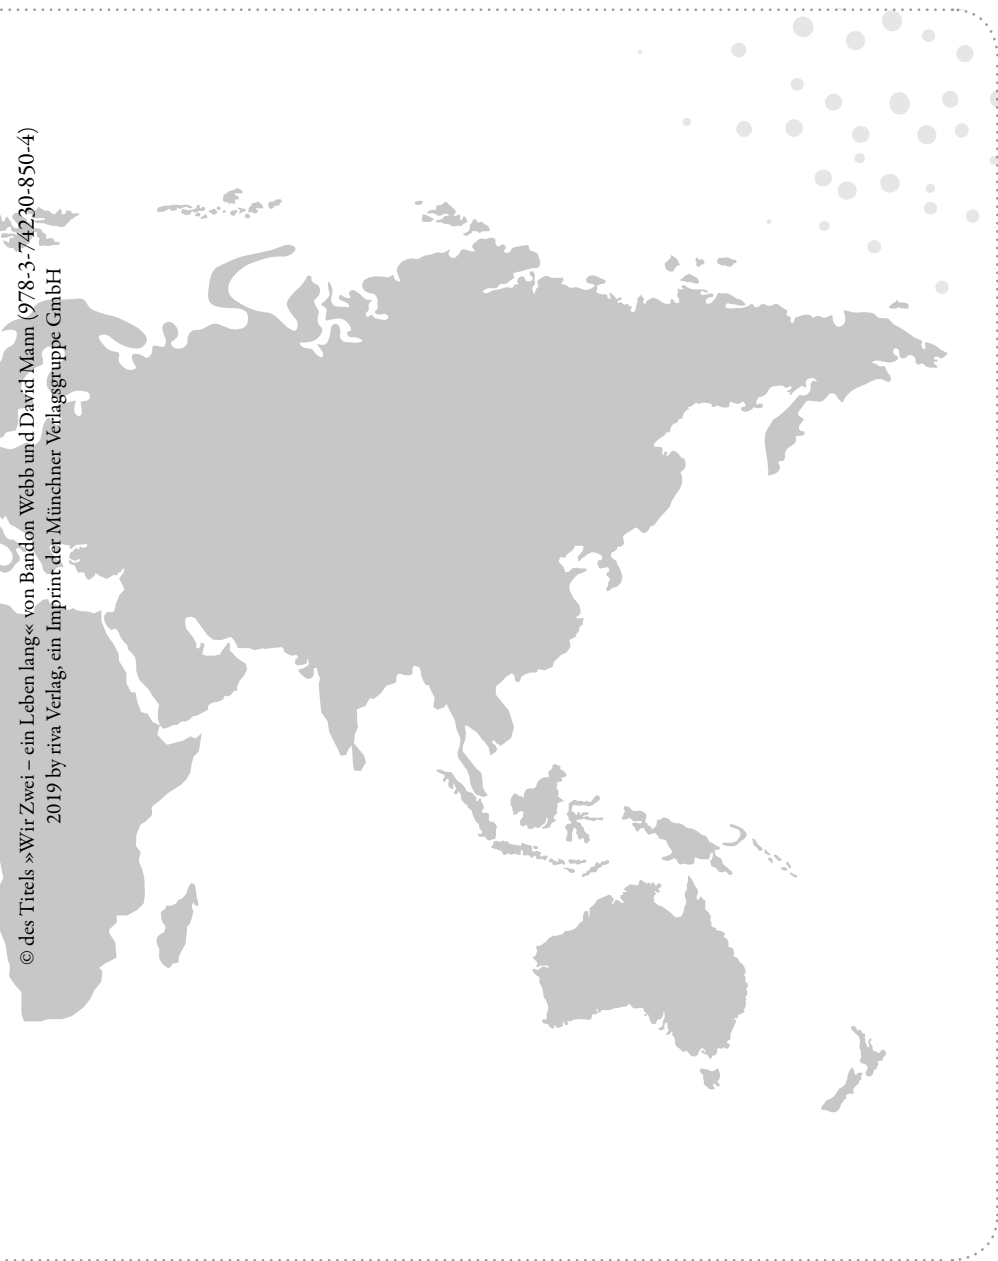 © des Titels »Wir Zwei – ein Leben lang« von Bandon Webb und David Mann (978-3-74230-850-4)
2019 by riva Verlag, ein Imprint der Münchner Verlagsgruppe GmbH